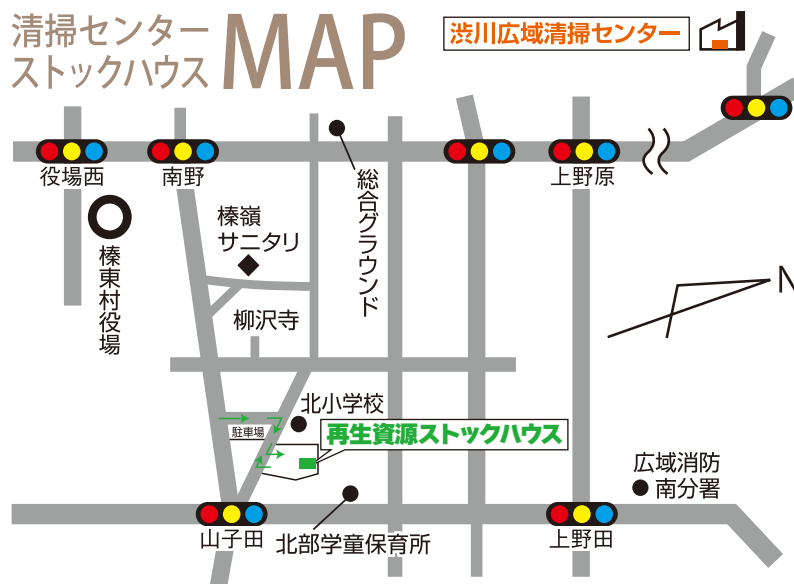 清掃センター
ストックハウス
MAP
渋川広域清掃センター
役場西
南野
上野原
総合グラウンド
榛嶺
サニタリ
榛東村役場
N
柳沢寺
北小学校
駐車場
再生資源ストックハウス
広域消防
南分署
山子田
北部学童保育所
上野田